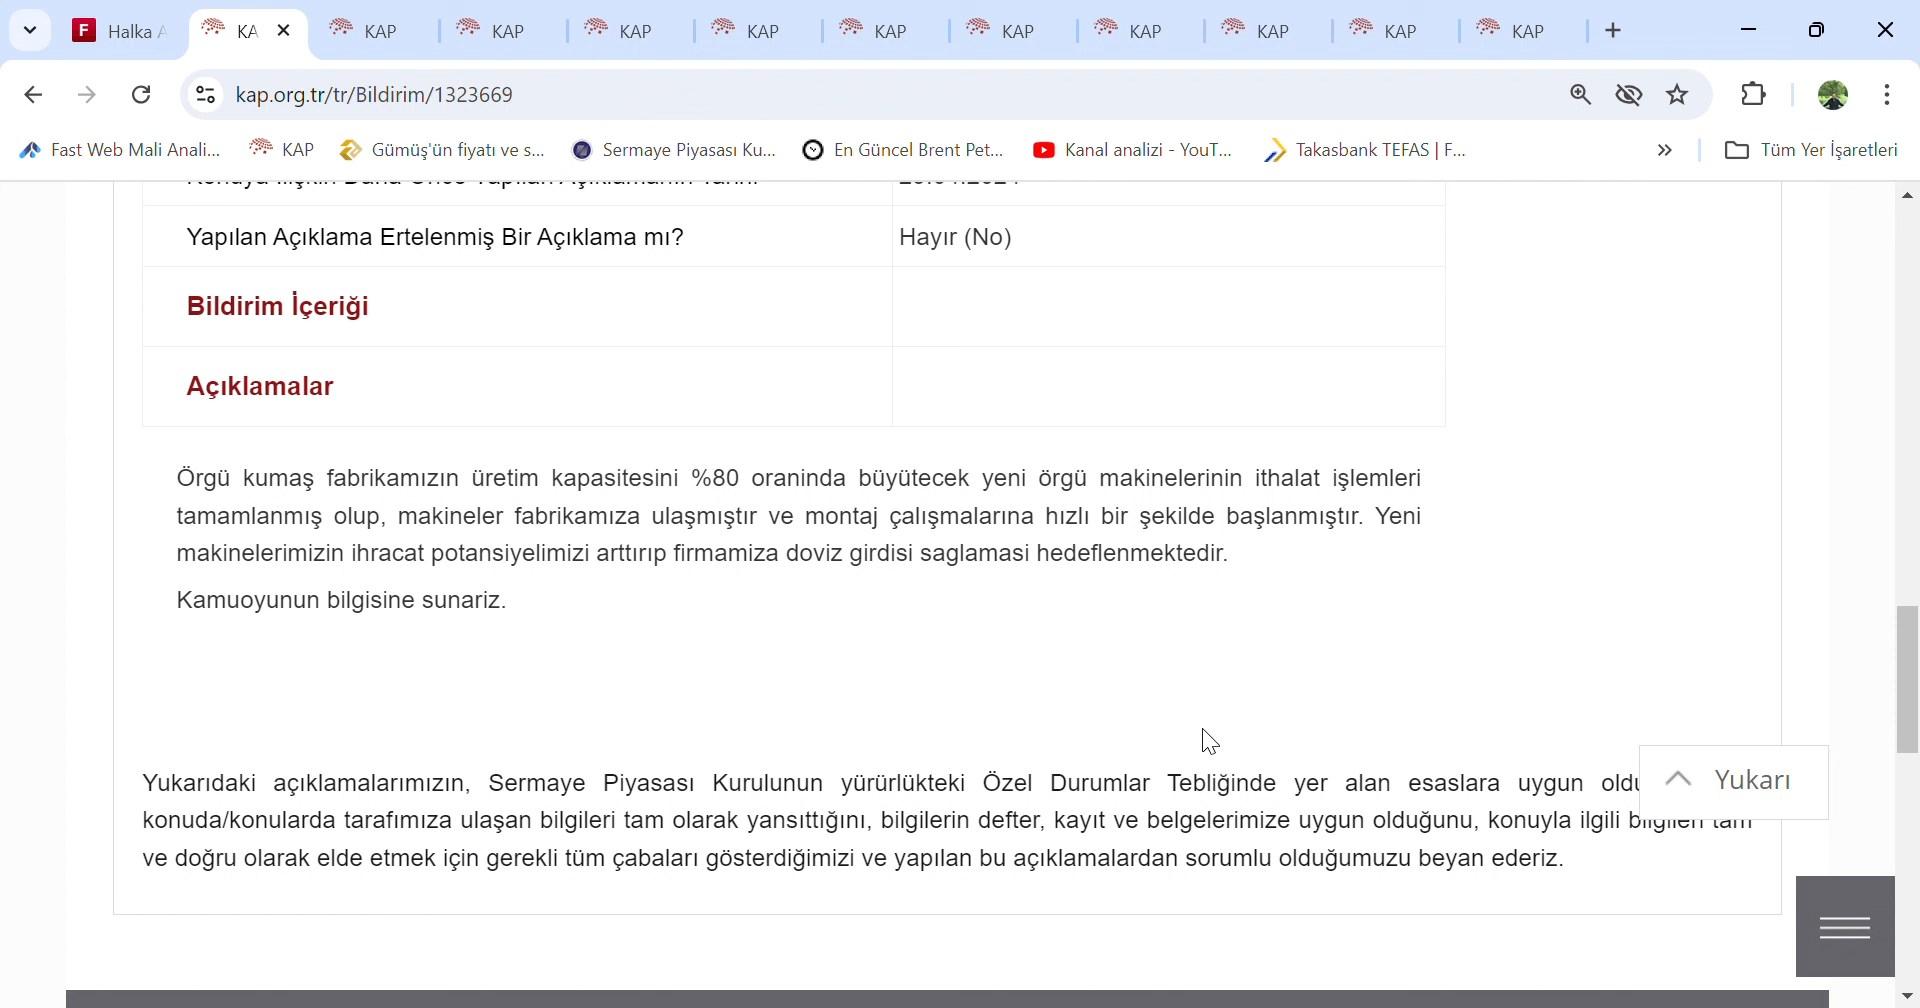 Halka A
KA
KAP
KAP
KAP
KAP
KAP
KAP
KAP
KAP
KAP
KAP
kap.org.tr/tr/Bildirim/1323669
Fast Web Mali Anali...
KAP
Gümüş'ün fiyatı ve s...
Sermaye Piyasası Ku...
En Güncel Brent Pet...
Kanal analizi - YouT...
Takasbank TEFAS | F...
Tüm Yer İşaretleri
Yapılan Açıklama Ertelenmiş Bir Açıklama mı? Hayır (No)
Bildirim İçeriği
Açıklamalar
Örgü kumaş fabrikamızın üretim kapasitesini %80 oraninda büyütecek yeni örgü makinelerinin ithalat işlemleri
tamamlanmış olup, makineler fabrikamıza ulaşmıştır ve montaj çalışmalarına hızlı bir şekilde başlanmıştır. Yeni
makinelerimizin ihracat potansiyelimizi arttırıp firmamiza doviz girdisi saglamasi hedeflenmektedir.
Kamuoyunun bilgisine sunariz.
Yukarıdaki açıklamalarımızın, Sermaye Piyasası Kurulunun yürürlükteki Özel Durumlar Tebliğinde yer alan esaslara uygun
konuda/konularda tarafımıza ulaşan bilgileri tam olarak yansıttığını, bilgilerin defter, kayıt ve belgelerimize uygun olduğunu, konuyla ilgili
ve doğru olarak elde etmek için gerekli tüm çabaları gösterdiğimizi ve yapılan bu açıklamalardan sorumlu olduğumuzu beyan ederiz.
Yukarı